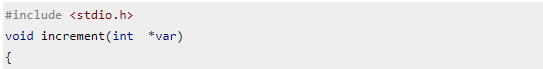 #include <stdio.h>
void increment(int  *var)
{